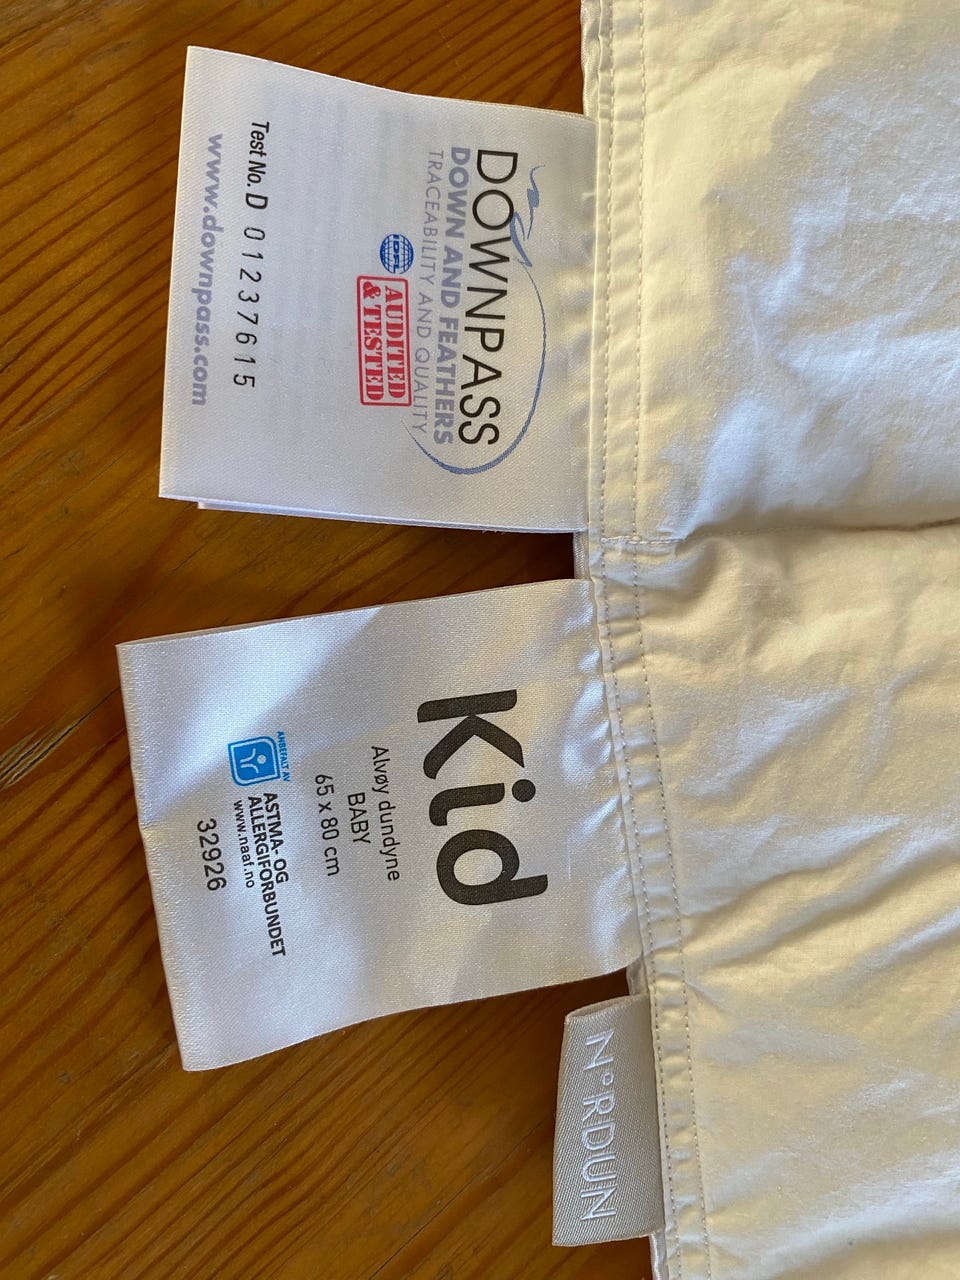 DOWNPASS
DOWN AND FEATHERS
TRACEABILITY AND QUALITY
IDFL
AUDITED
& TESTED
Test No. D 01237615
www.downpass.com
Kid
Alvøy dundyne
BABY
65 x 80 cm
ANBEFALT AV
ASTMA- OG
ALLERGIFORBUNDET
www.naaf.no
32926
N°RDUN